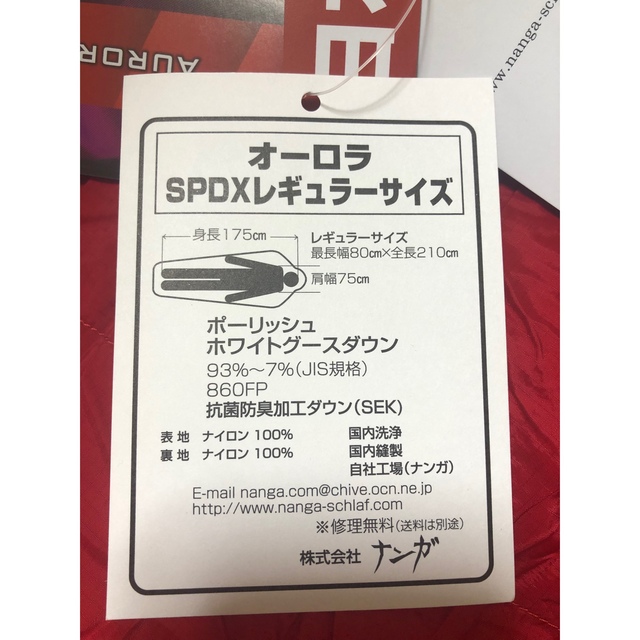 AUROR
www.nanga-schl
オーロラ
SPDXレギュラーサイズ
身長175㎝
レギュラーサイズ
最長幅80㎝×全長210㎝
肩幅75㎝
ポーリッシュ
ホワイトグースダウン
93%~7%(JIS規格)
860FP
抗菌防臭加工ダウン(SEK)
表地 ナイロン 100% 国内洗浄
裏地 ナイロン 100% 国内縫製
自社工場(ナンガ)
E-mail nanga.com@chive.ocn.ne.jp
http://www.nanga-schlaf.com
※修理無料(送料は別途)
株式会社 ナンガ